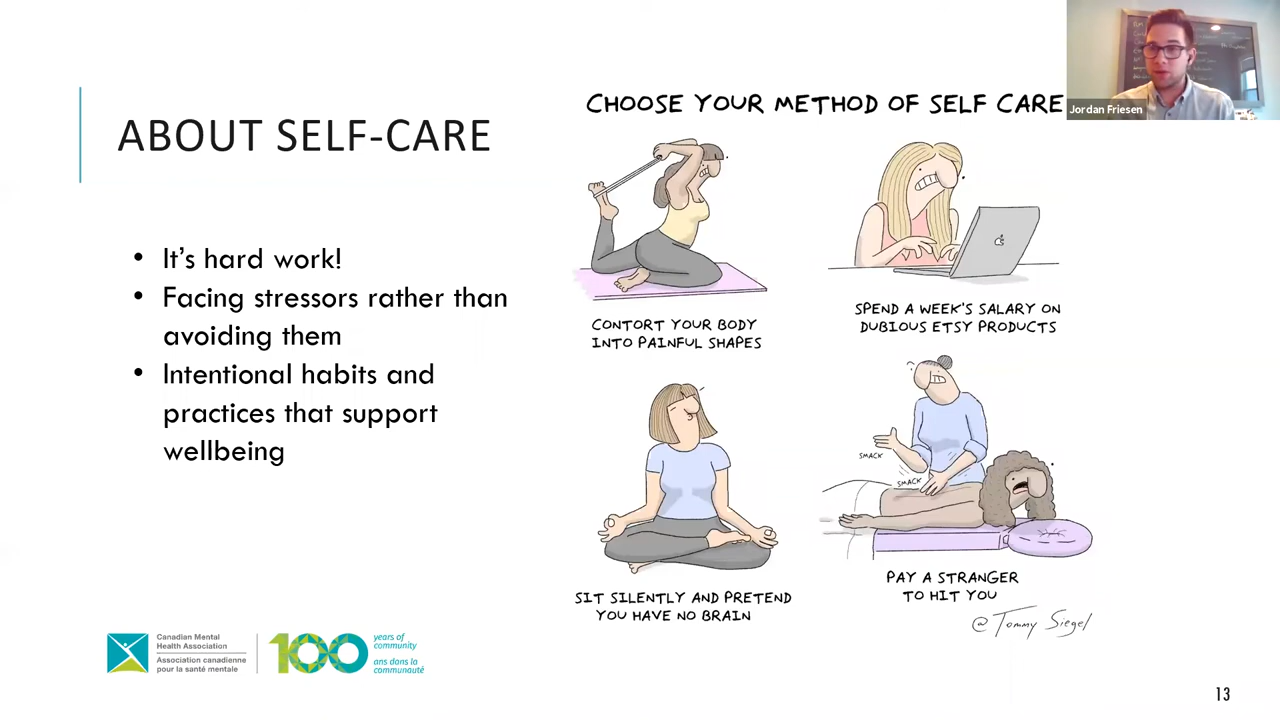 ABOUT SELF-CARE
• It's hard work!
• Facing stressors rather than
avoiding them
• Intentional habits and
practices that support
wellbeing
CHOOSE YOUR METHOD OF SELF CARE
CONTORT YOUR BODY
INTO PAINFUL SHAPES
SPEND A WEEK'S SALARY ON
DUBIOUS ETSY PRODUCTS
SIT SILENTLY AND PRETEND
YOU HAVE NO BRAIN
SMACK
SMACK
PAY A STRANGER
TO HIT YOU
@Tommy Siegel
Jordan Friesen
Canadian Mental
Health Association
Association canadienne
pour la santé mentale
100
years of
community
ans dans la
communauté
13